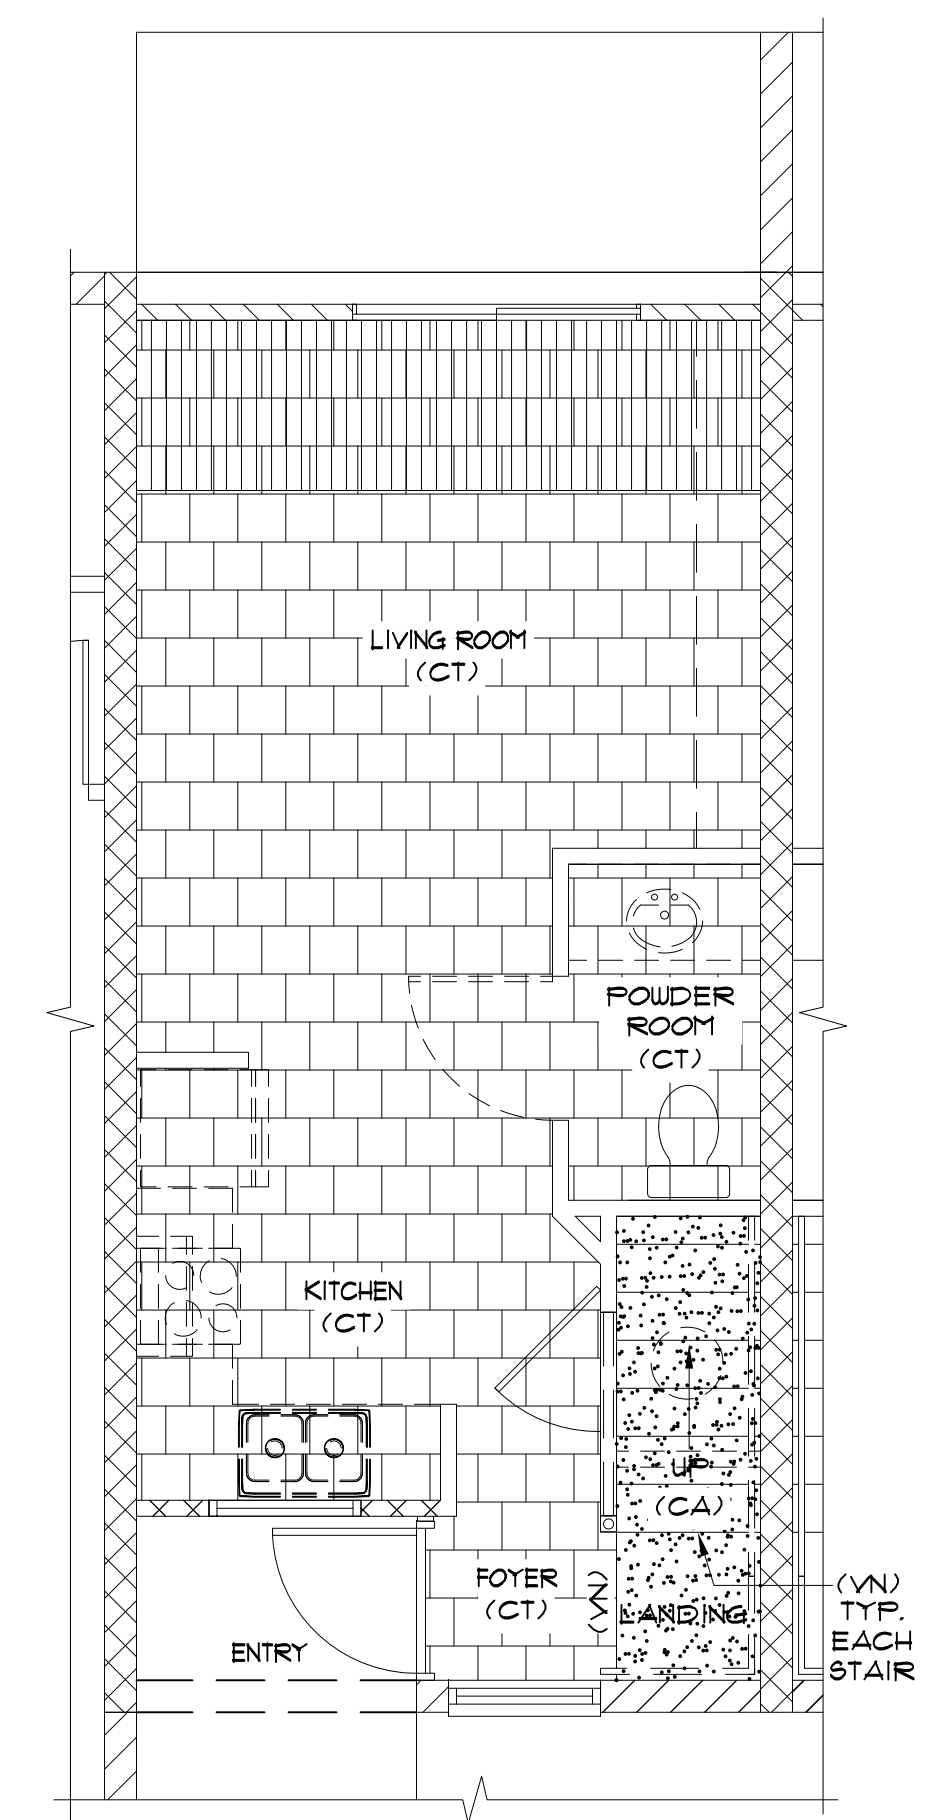 LIVING ROOM
(CT)
POWDER
ROOM
(CT)
KITCHEN
(CT)
UP
(CA)
FOYER
(CT)
(VN)
LANDING
(VN)
TYP.
EACH
STAIR
ENTRY